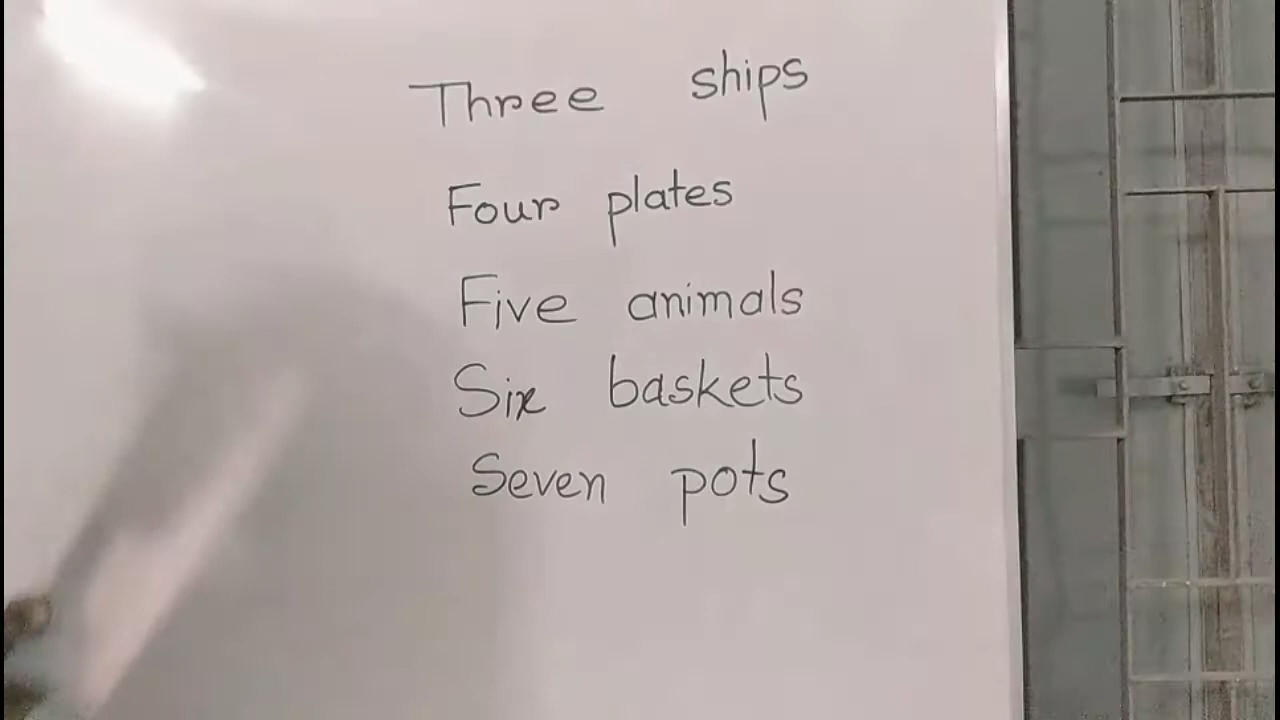 Three ships
Four plates
Five animals
Six baskets
Seven pots